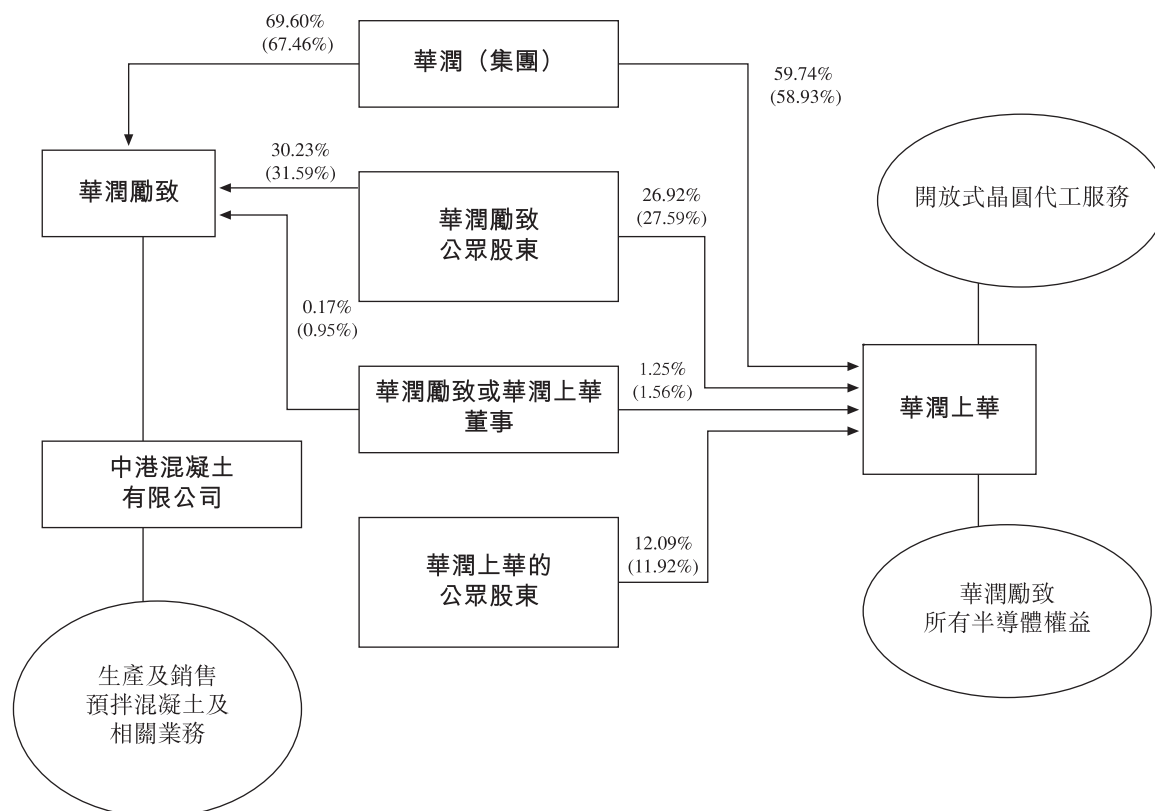 69.60%
(67.46%)
華潤（集團）
59.74%
(58.93%)
華潤勵致
30.23%
(31.59%)
華潤勵致
公眾股東
26.92%
(27.59%)
開放式晶圓代工服務
0.17%
(0.95%)
華潤勵致或華潤上華
董事
1.25%
(1.56%)
華潤上華
中港混凝土
有限公司
華潤上華的
公眾股東
12.09%
(11.92%)
華潤勵致
所有半導體權益
生產及銷售
預拌混凝土及
相關業務